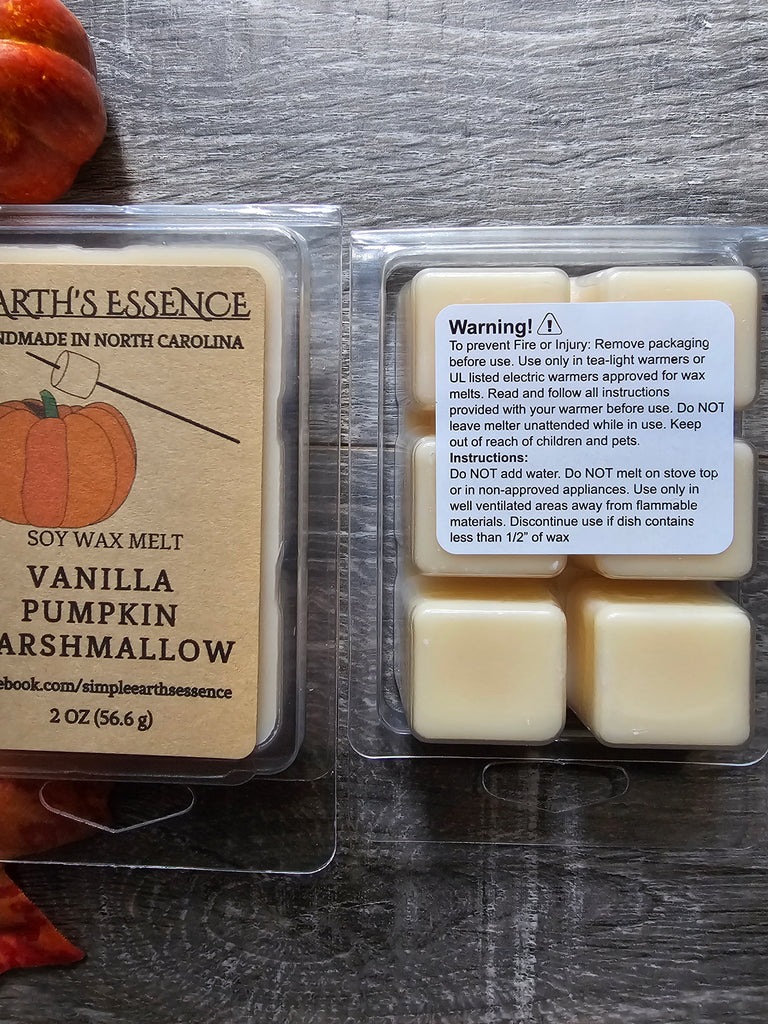 ARTH'S ESSENCE
NDMADE IN NORTH CAROLINA
SOY WAX MELT
VANILLA
PUMPKIN
ARSHMALLOW
ebook.com/simpleearthsessence
2 OZ (56.6 g)
Warning!
To prevent Fire or Injury: Remove packaging
before use. Use only in tea-light warmers or
UL listed electric warmers approved for wax
melts. Read and follow all instructions
provided with your warmer before use. Do NOT
leave melter unattended while in use. Keep
out of reach of children and pets.
Instructions:
Do NOT add water. Do NOT melt on stove top
or in non-approved appliances. Use only in
well ventilated areas away from flammable
materials. Discontinue use if dish contains
less than 1/2" of wax